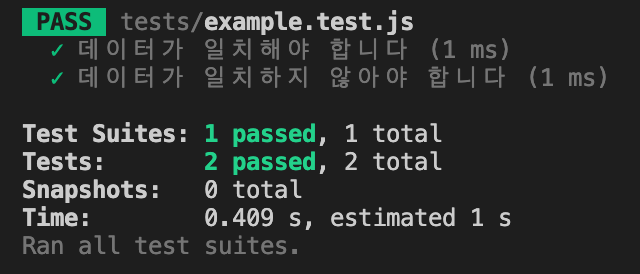 PASS tests/example.test.js
✓ 데이터가 일치해야 합니다 (1 ms)
✓ 데이터가 일치하지 않아야 합니다 (1 ms)
Test Suites: 1 passed, 1 total
Tests: 2 passed, 2 total
Snapshots: 0 total
Time: 0.409 s, estimated 1 s
Ran all test suites.